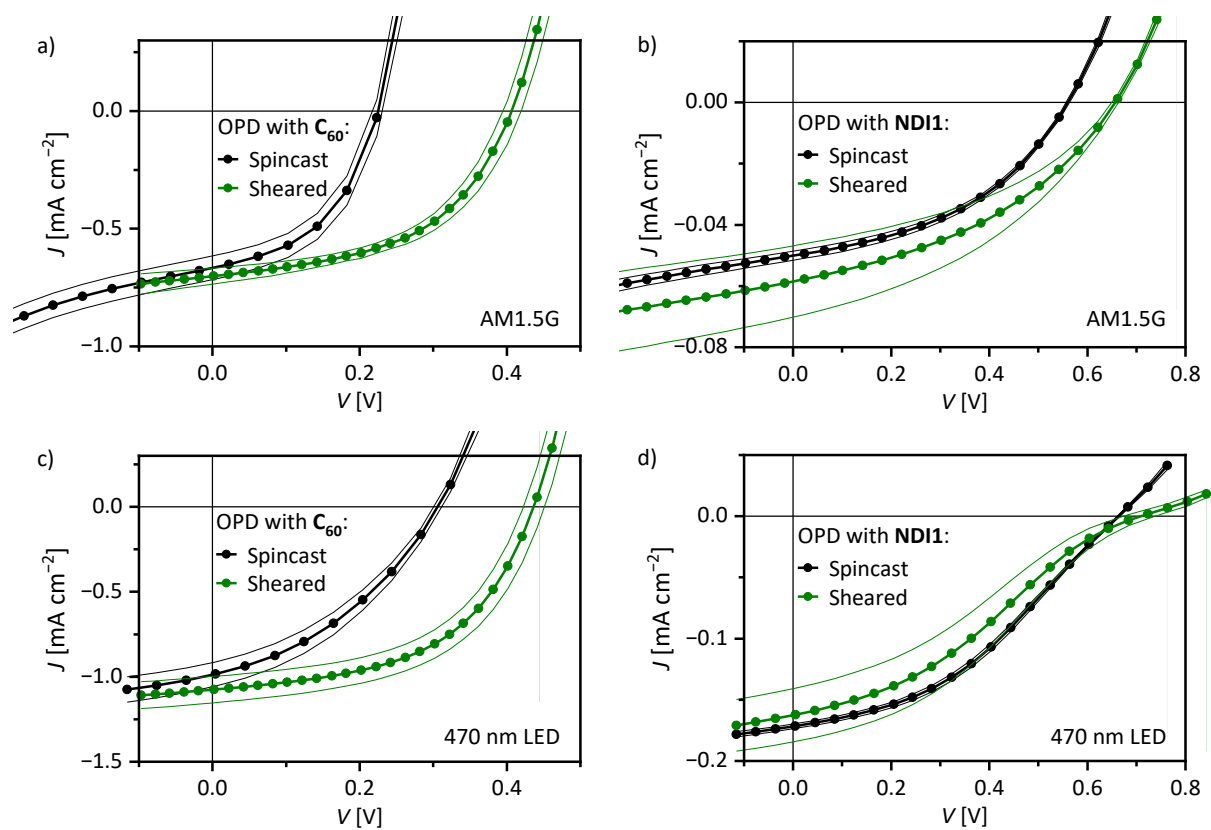 a)
0.0
−0.5
−1.0
J [mA cm−2]
OPD with C60:
Spincast
Sheared
AM1.5G
0.0 0.2 0.4
V [V]
b)
0.00
−0.04
−0.08
J [mA cm−2]
OPD with NDI1:
Spincast
Sheared
AM1.5G
0.0 0.2 0.4 0.6 0.8
V [V]
c)
0.0
−0.5
−1.0
−1.5
J [mA cm−2]
OPD with C60:
Spincast
Sheared
470 nm LED
0.0 0.2 0.4
V [V]
d)
0.0
−0.1
−0.2
J [mA cm−2]
OPD with NDI1:
Spincast
Sheared
470 nm LED
0.0 0.2 0.4 0.6 0.8
V [V]